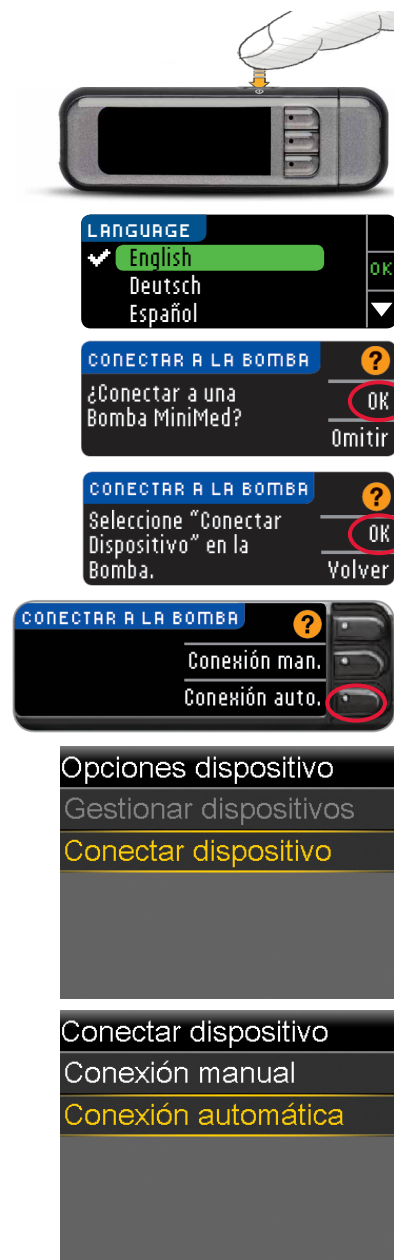 LANGUAGE
English
OK
Deutsch
Español
CONECTAR A LA BOMBA
?
¿Conectar a una
OK
Bomba MiniMed?
Omitir
CONECTAR A LA BOMBA
?
Seleccione “Conectar
OK
Dispositivo” en la
Bomba.
Volver
CONECTAR A LA BOMBA
?
Conexión man.
Conexión auto.
Opciones dispositivo
Gestionar dispositivos
Conectar dispositivo
Conectar dispositivo
Conexión manual
Conexión automática